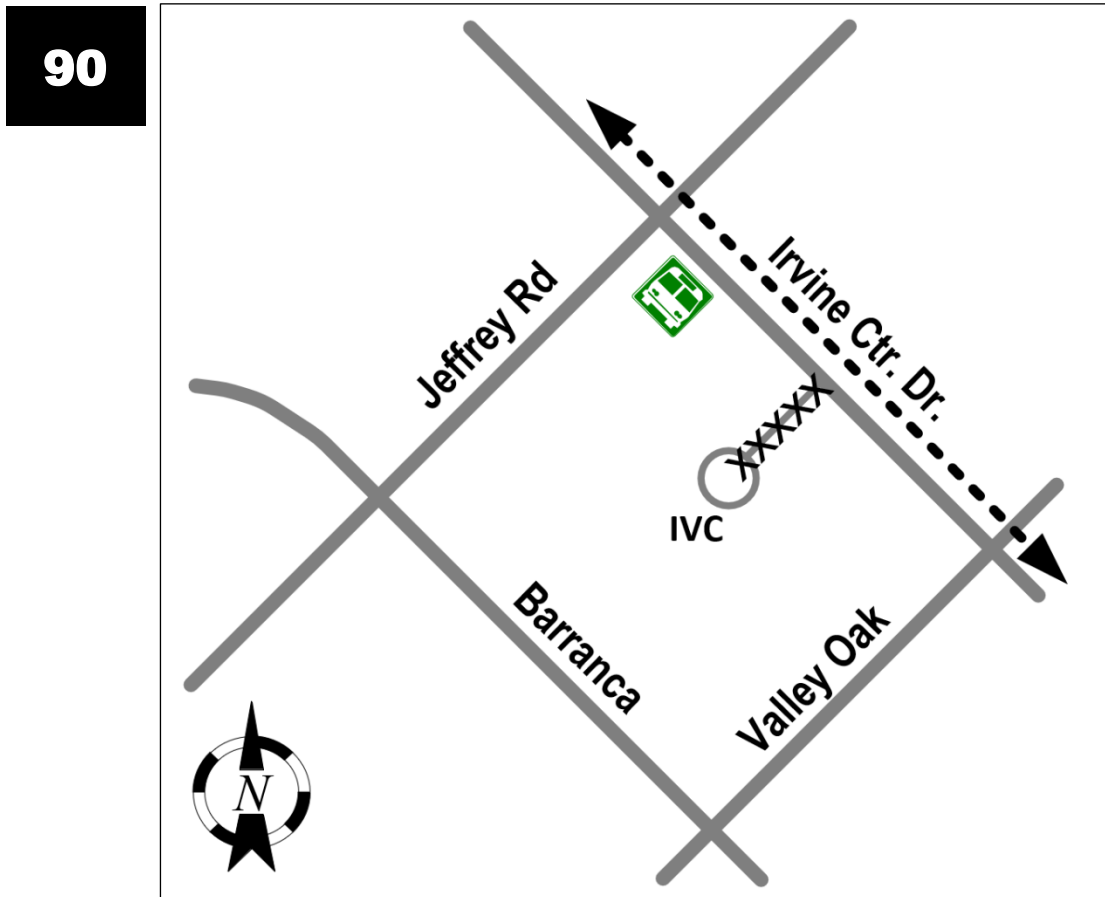 90
Irvine Ctr. Dr.
Jeffrey Rd
XXXXX
IVC
Barranca
Valley Oak
N